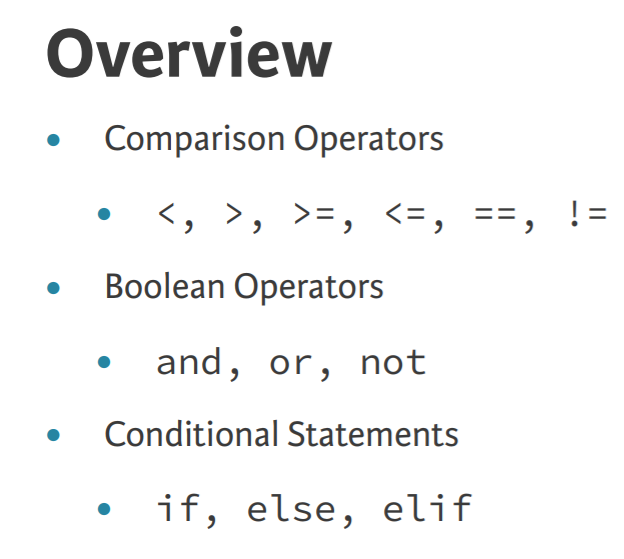 Overview
• Comparison Operators
• <, >, >=, <=, ==, !=
• Boolean Operators
• and, or, not
• Conditional Statements
• if, else, elif